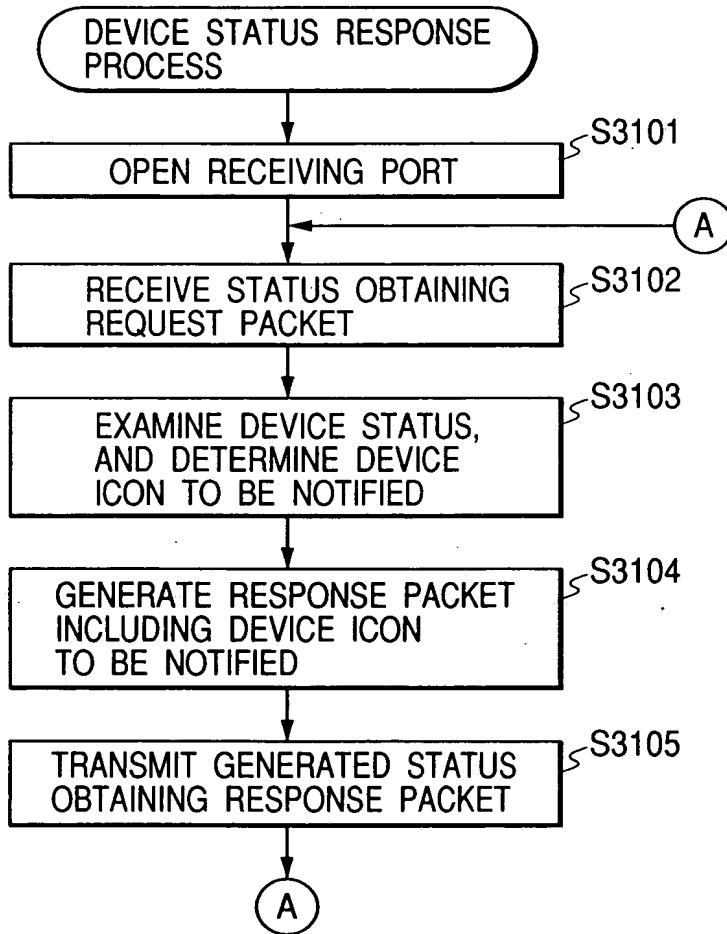 DEVICE STATUS RESPONSE
PROCESS
S3101
OPEN RECEIVING PORT
A
S3102
RECEIVE STATUS OBTAINING
REQUEST PACKET
S3103
EXAMINE DEVICE STATUS,
AND DETERMINE DEVICE
ICON TO BE NOTIFIED
S3104
GENERATE RESPONSE PACKET
INCLUDING DEVICE ICON
TO BE NOTIFIED
S3105
TRANSMIT GENERATED STATUS
OBTAINING RESPONSE PACKET
A